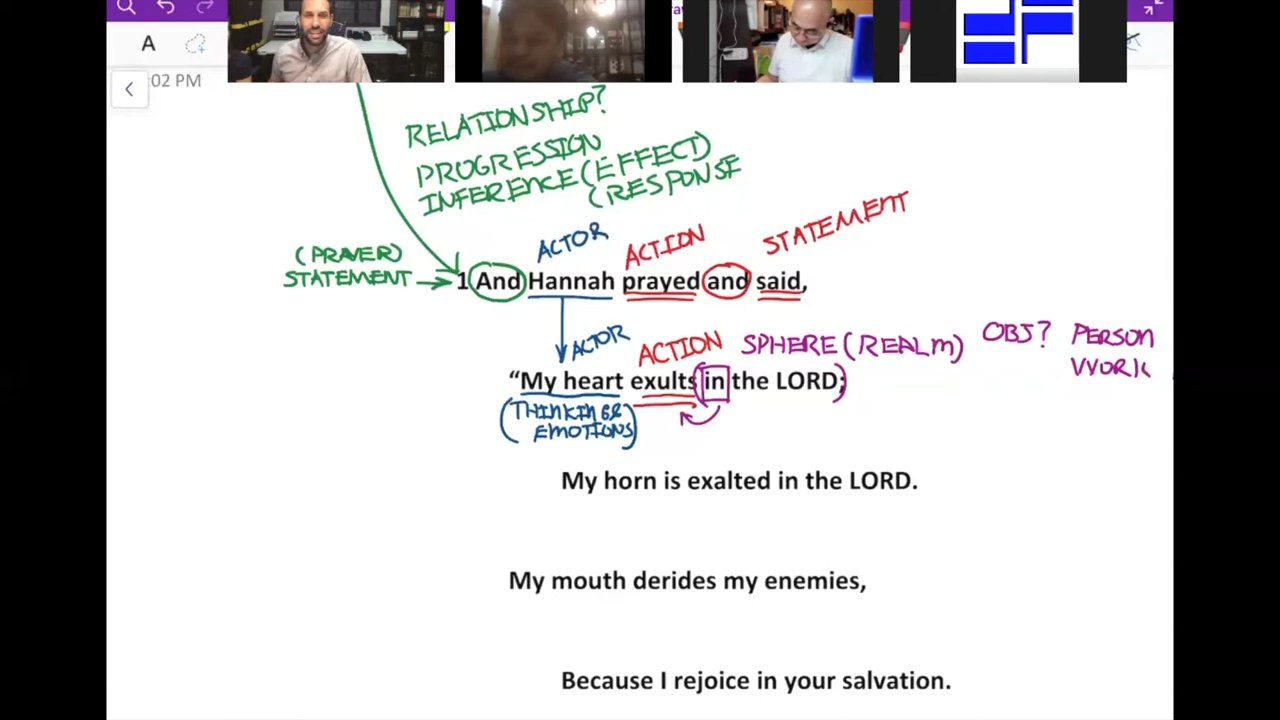 A
:02 PM
RELATIONSHIP?
PROGRESSION
INFERENCE (EFFECT)
(RESPONSE
ACTOR ACTION STATEMENT
(PRAYER)
STATEMENT → 1 And Hannah prayed and said,
ACTOR ACTION SPHERE (REALM) OBJ? PERSON
WORK
“My heart exults in the LORD;
(THINKING &
EMOTIONS)
My horn is exalted in the LORD.
My mouth derides my enemies,
Because I rejoice in your salvation.